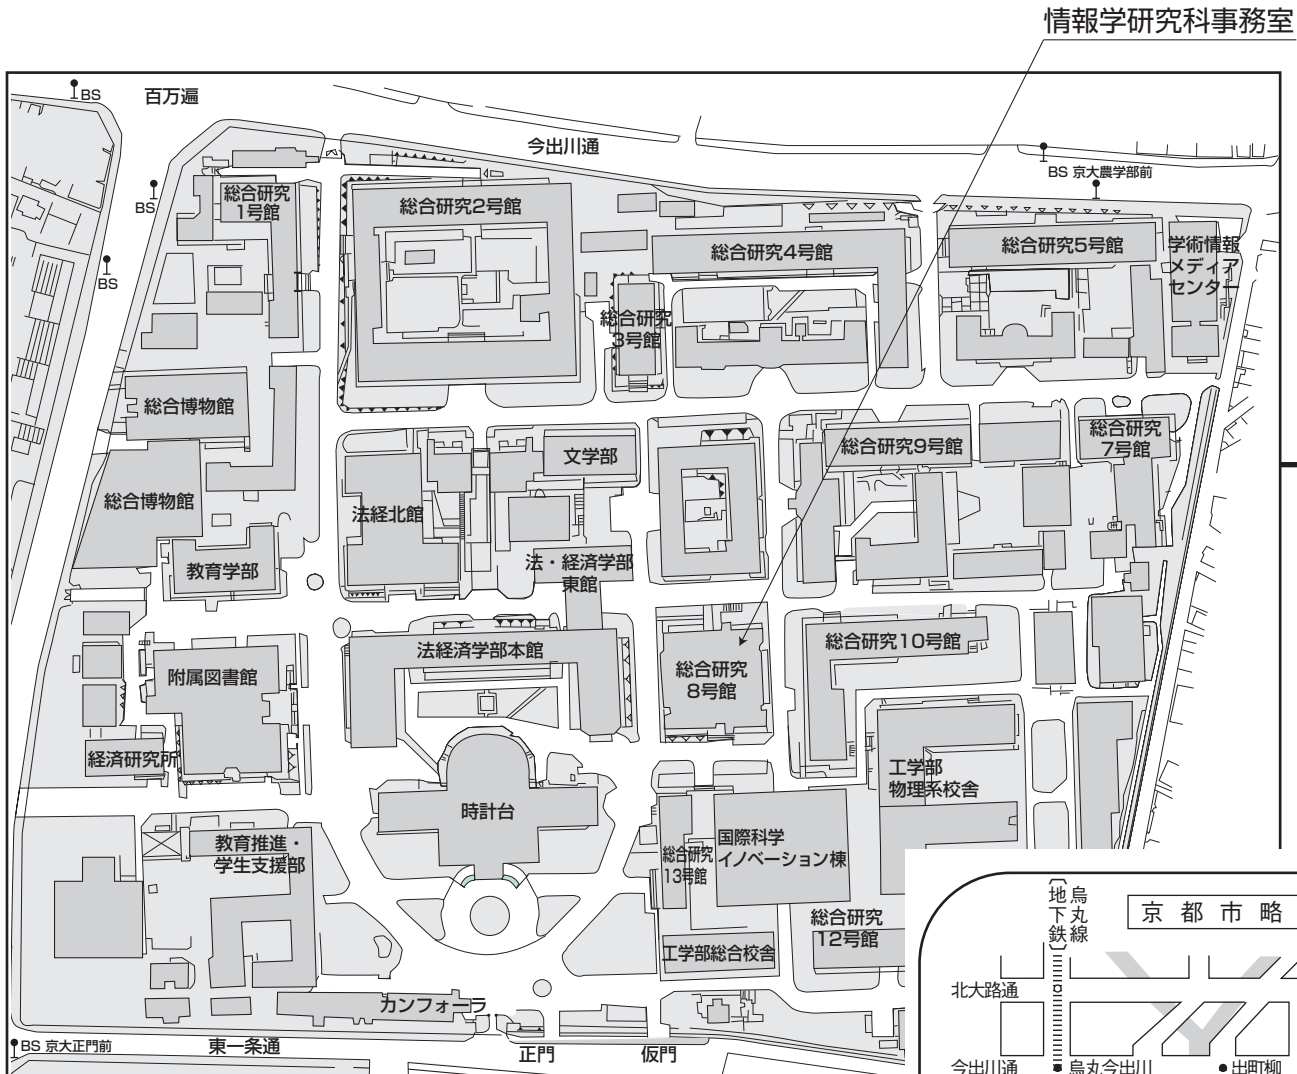 情報学研究科事務室
BS
百万遍
今出川通
BS 京大農学部前
BS
BS
総合研究
1号館
総合研究2号館
総合研究4号館
総合研究5号館
学術情報
メディア
センター
総合研究
3号館
総合博物館
文学部
総合研究9号館
総合研究
7号館
総合博物館
法経北館
教育学部
法・経済学部
東館
法経済学部本館
総合研究
8号館
総合研究10号館
附属図書館
経済研究所
工学部
物理系校舎
時計台
教育推進・
学生支援部
総合研究
13号館
国際科学
イノベーション棟
総合研究
12号館
工学部総合校舎
カンフォーラ
BS 京大正門前
東一条通
正門
仮門
地下鉄
烏丸線
京都市略
北大路通
今出川通
烏丸今出川
出町柳